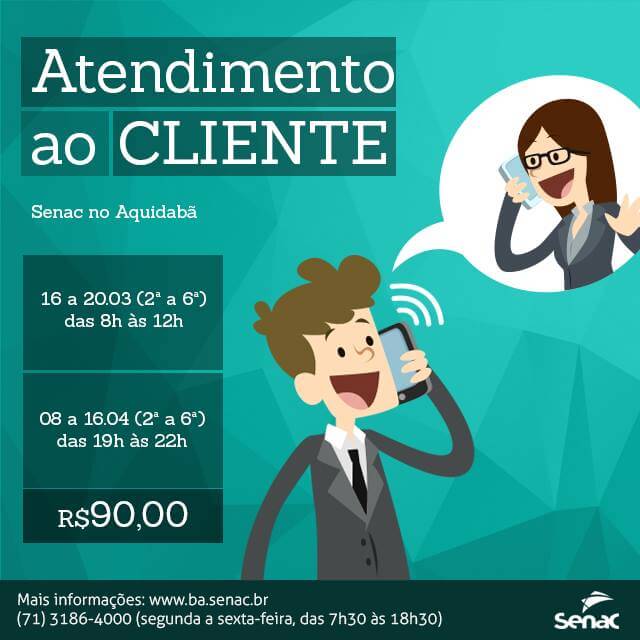 Atendimento
ao CLIENTE
Senac no Aquidabã
16 a 20.03 (2ª a 6ª)
das 8h às 12h
08 a 16.04 (2ª a 6ª)
das 19h às 22h
R$90,00
Mais informações: www.ba.senac.br
(71) 3186-4000 (segunda a sexta-feira, das 7h30 às 18h30)
Senac